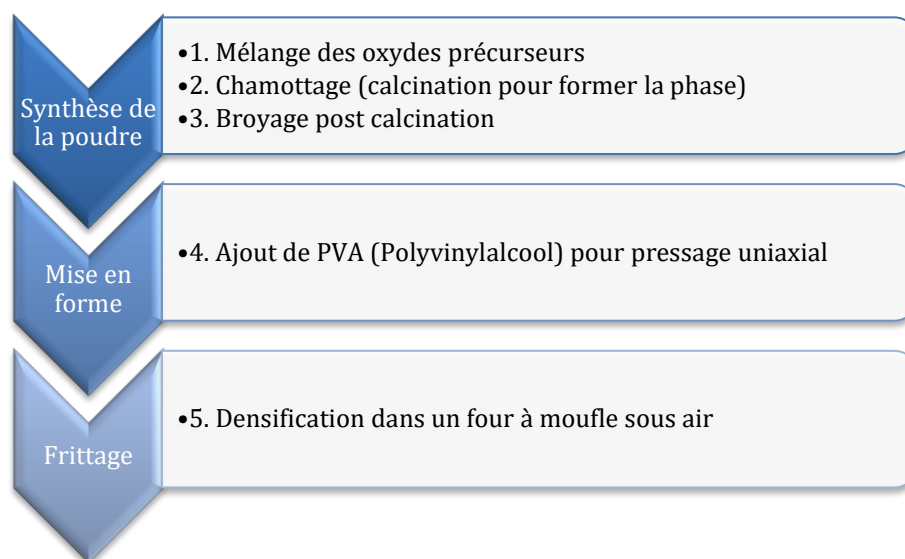 Synthèse de
la poudre
•1. Mélange des oxydes précurseurs
•2. Chamottage (calcination pour former la phase)
•3. Broyage post calcination
Mise en
forme
•4. Ajout de PVA (Polyvinylalcool) pour pressage uniaxial
Frittage
•5. Densification dans un four à moufle sous air